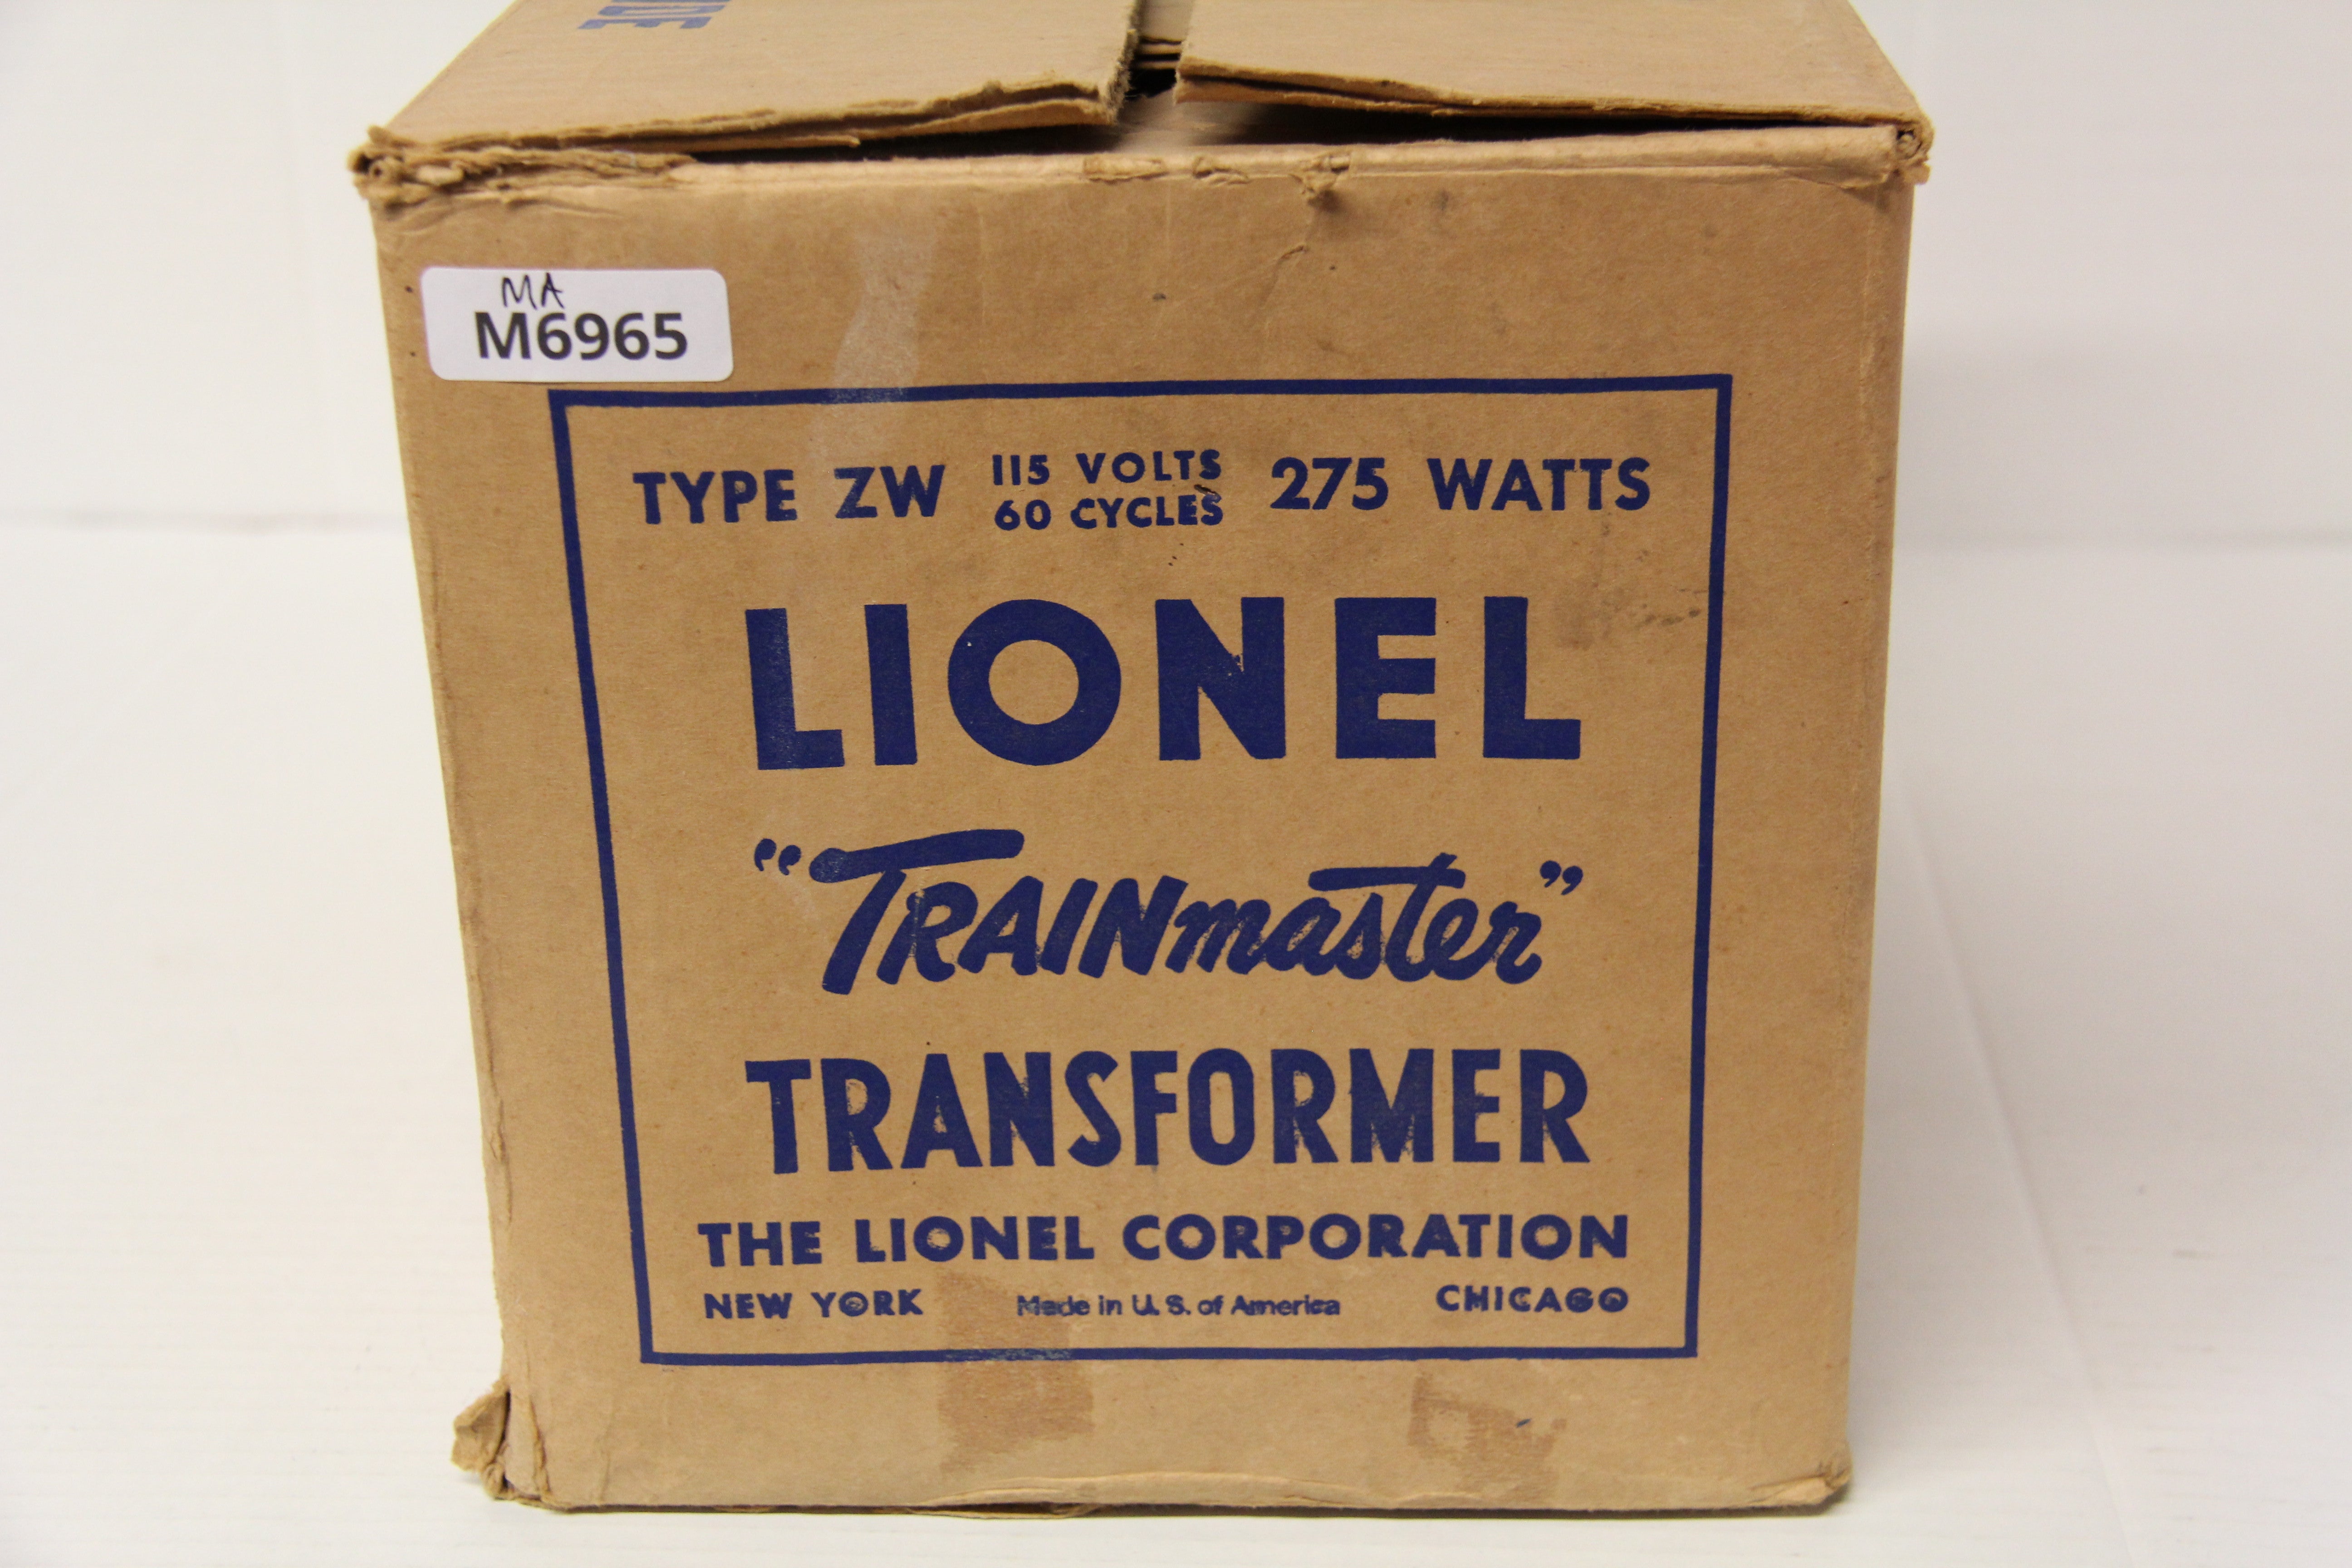 MA
M6965
TYPE ZW 115 VOLTS 60 CYCLES 275 WATTS
LIONEL
"TRAINmaster"
TRANSFORMER
THE LIONEL CORPORATION
NEW YORK Made in U. S. of America CHICAGO